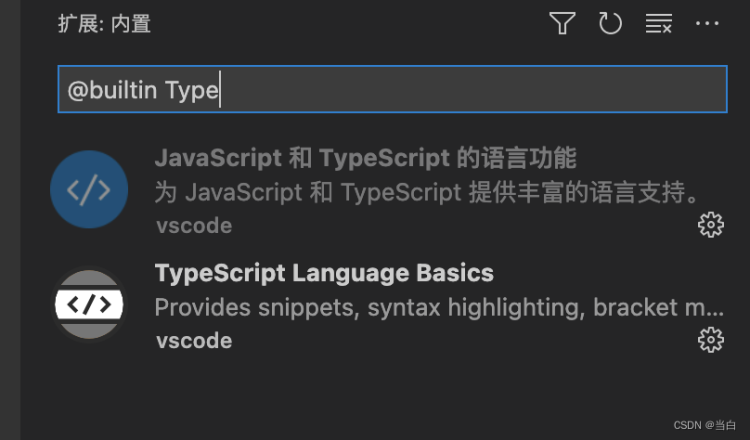 扩展: 内置
@builtin Type
JavaScript 和 TypeScript 的语言功能
为 JavaScript 和 TypeScript 提供丰富的语言支持。
vscode
TypeScript Language Basics
Provides snippets, syntax highlighting, bracket m...
vscode
CSDN @当白